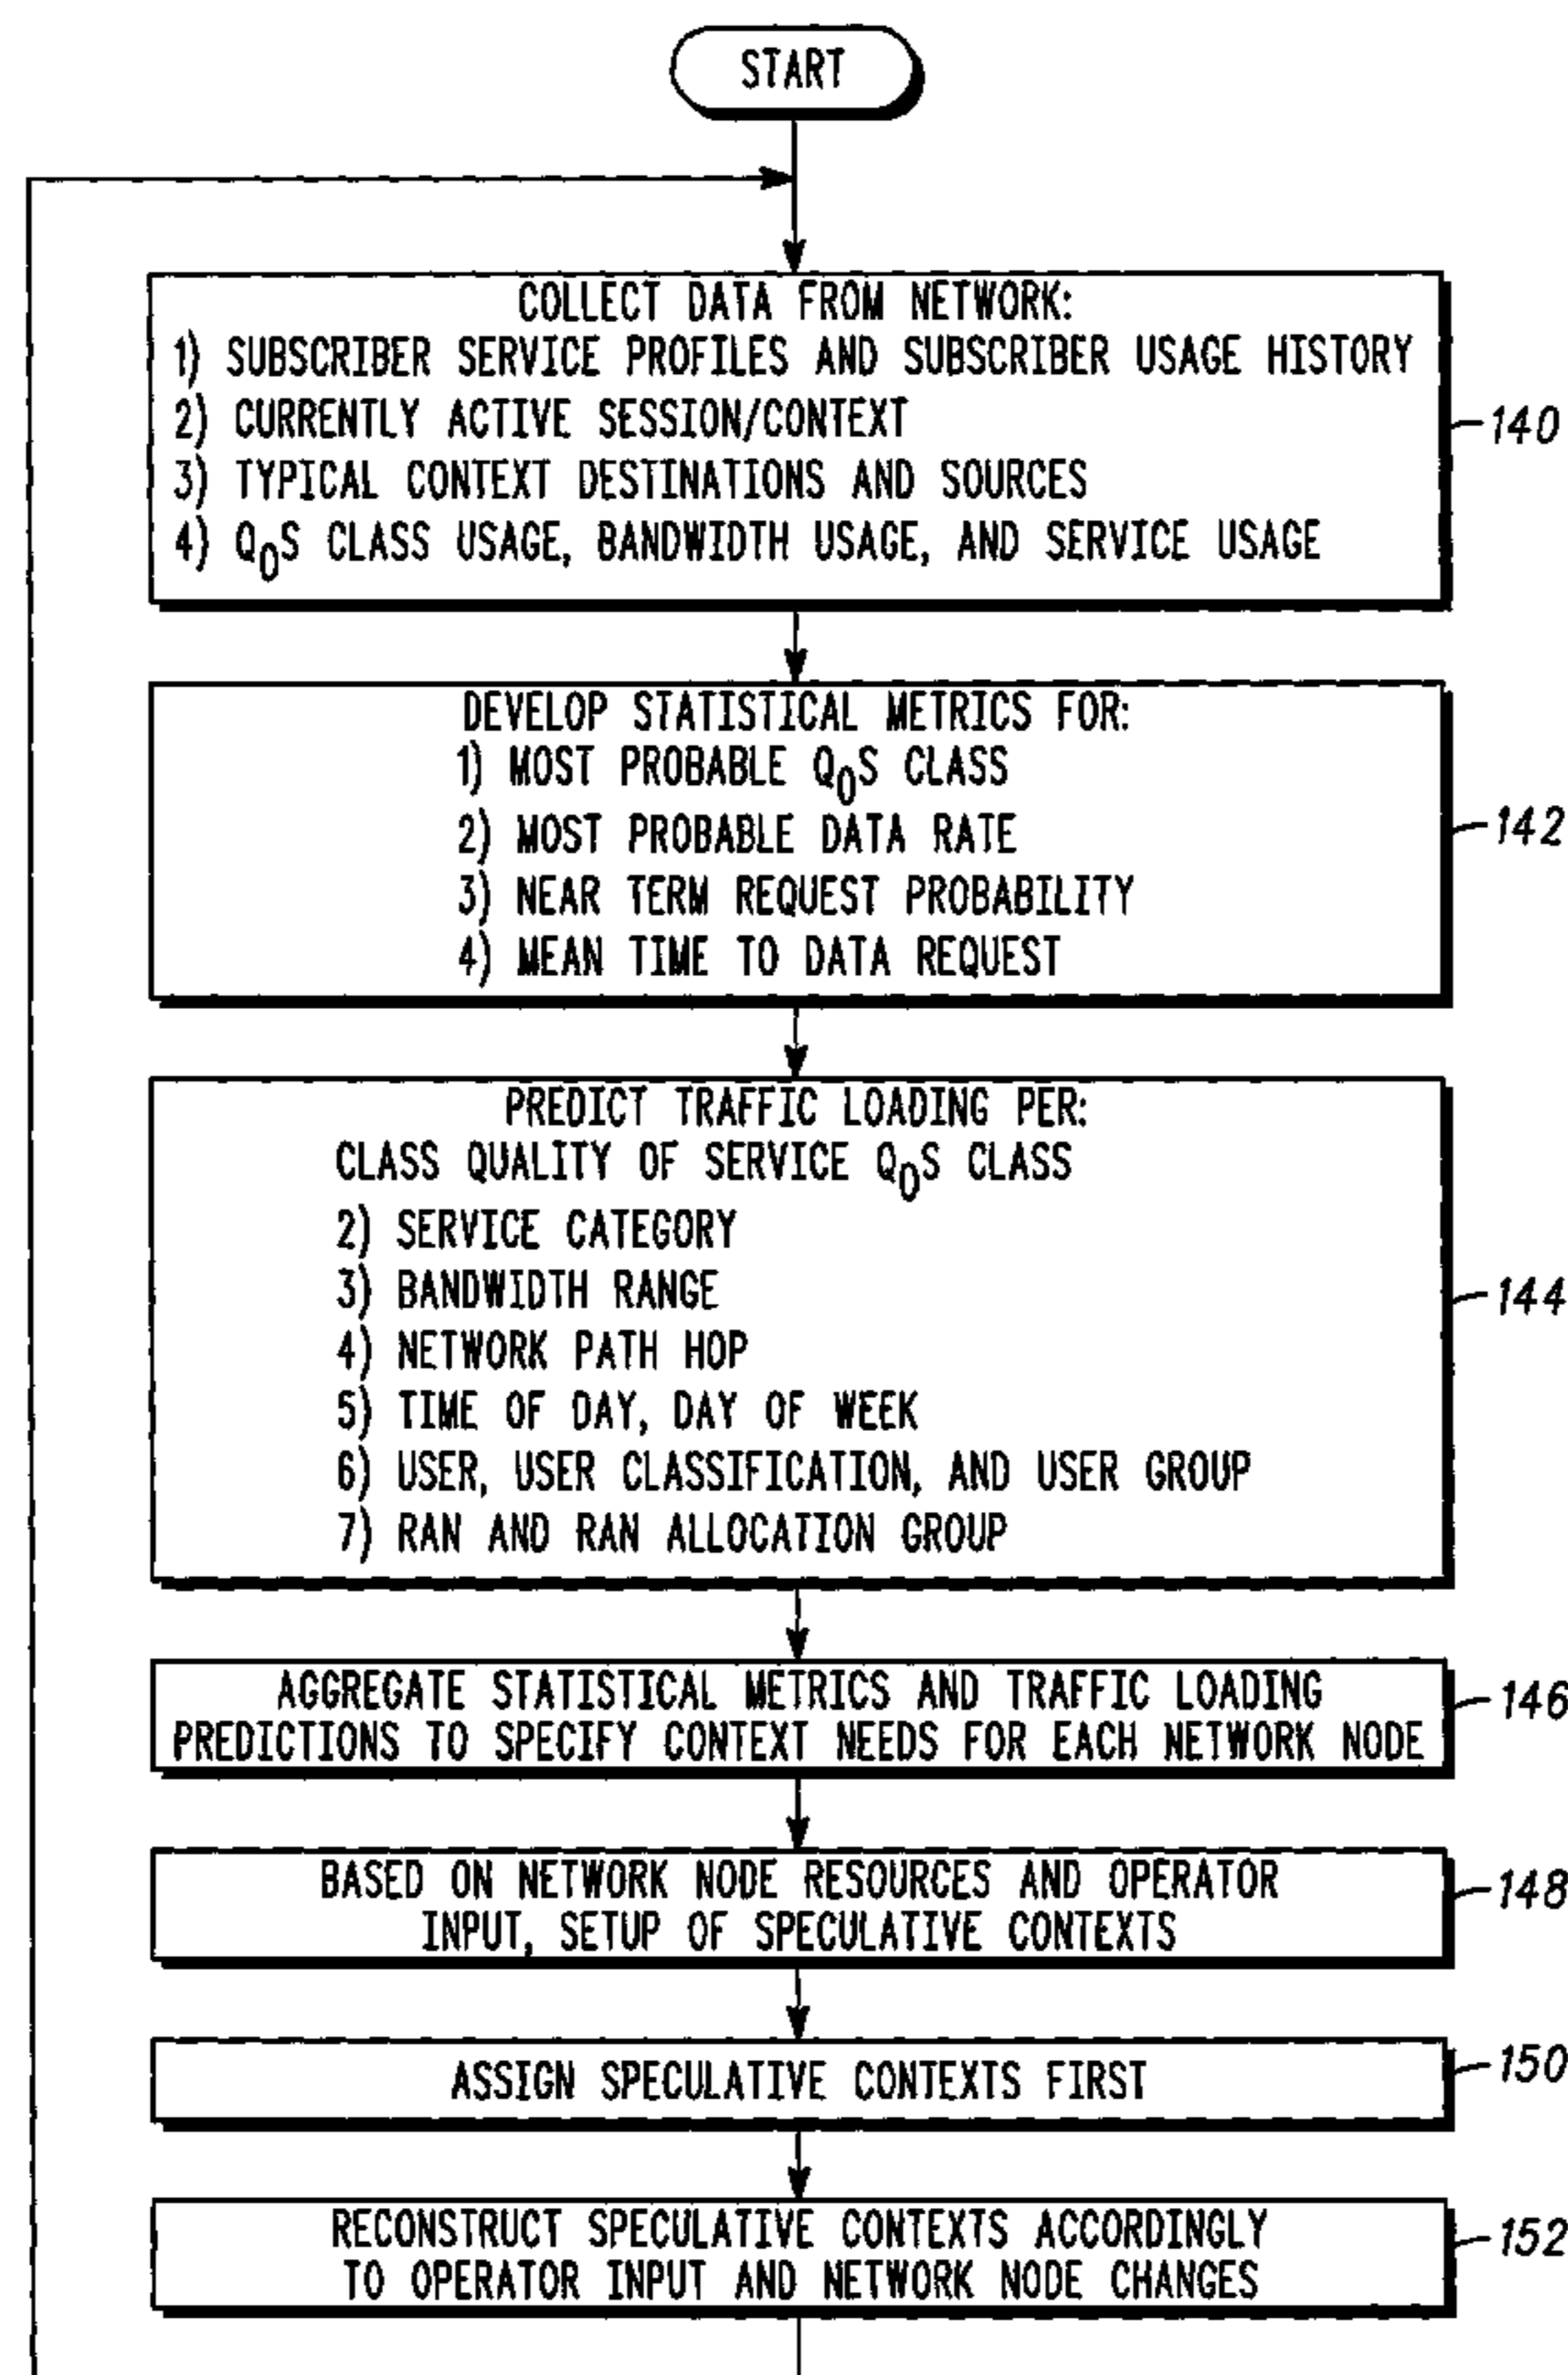 START
COLLECT DATA FROM NETWORK:
1) SUBSCRIBER SERVICE PROFILES AND SUBSCRIBER USAGE HISTORY
2) CURRENTLY ACTIVE SESSION/CONTEXT
3) TYPICAL CONTEXT DESTINATIONS AND SOURCES
4) QOS CLASS USAGE, BANDWIDTH USAGE, AND SERVICE USAGE
140
DEVELOP STATISTICAL METRICS FOR:
1) MOST PROBABLE QOS CLASS
2) MOST PROBABLE DATA RATE
3) NEAR TERM REQUEST PROBABILITY
4) MEAN TIME TO DATA REQUEST
142
PREDICT TRAFFIC LOADING PER:
CLASS QUALITY OF SERVICE QOS CLASS
2) SERVICE CATEGORY
3) BANDWIDTH RANGE
4) NETWORK PATH HOP
5) TIME OF DAY, DAY OF WEEK
6) USER, USER CLASSIFICATION, AND USER GROUP
7) RAN AND RAN ALLOCATION GROUP
144
AGGREGATE STATISTICAL METRICS AND TRAFFIC LOADING
PREDICTIONS TO SPECIFY CONTEXT NEEDS FOR EACH NETWORK NODE
146
BASED ON NETWORK NODE RESOURCES AND OPERATOR
INPUT, SETUP OF SPECULATIVE CONTEXTS
148
ASSIGN SPECULATIVE CONTEXTS FIRST
150
RECONSTRUCT SPECULATIVE CONTEXTS ACCORDINGLY
TO OPERATOR INPUT AND NETWORK NODE CHANGES
152